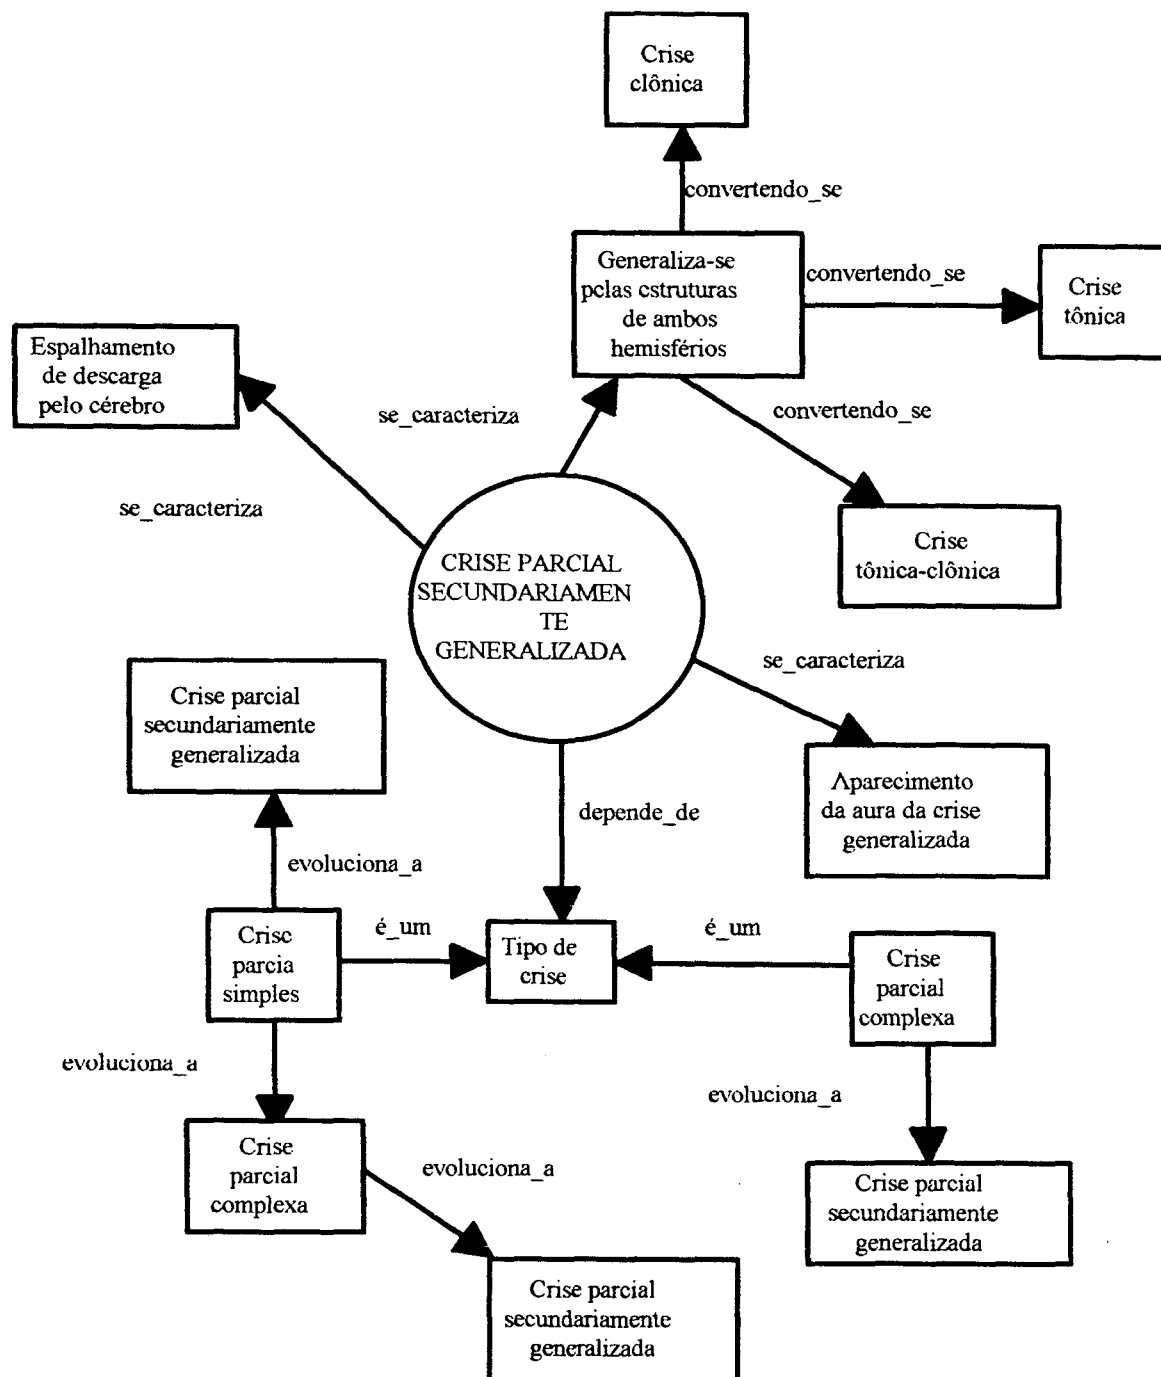 Crise
clônica
convertendo_se
Generaliza-se
pelas estruturas
de ambos
hemisférios
convertendo_se
Crise
tônica
Espalhamento
de descarga
pelo cérebro
se_caracteriza
convertendo_se
se_caracteriza
Crise
tônica-clônica
CRISE PARCIAL
SECUNDARIAMEN
TE
GENERALIZADA
se_caracteriza
Crise parcial
secundariamente
generalizada
Aparecimento
da aura da crise
generalizada
depende_de
evoluciona_a
Crise
parcia
simples
é_um
Tipo de
crise
é_um
Crise
parcial
complexa
evoluciona_a
evoluciona_a
Crise
parcial
complexa
evoluciona_a
Crise parcial
secundariamente
generalizada
Crise parcial
secundariamente
generalizada